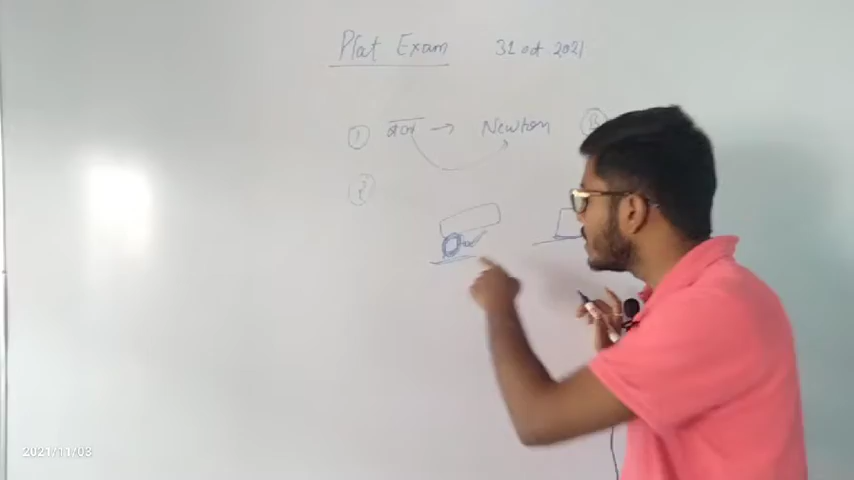 Plat Exam 31 oct 2021
① बल → Newton Ⓑ
②
2021/11/03